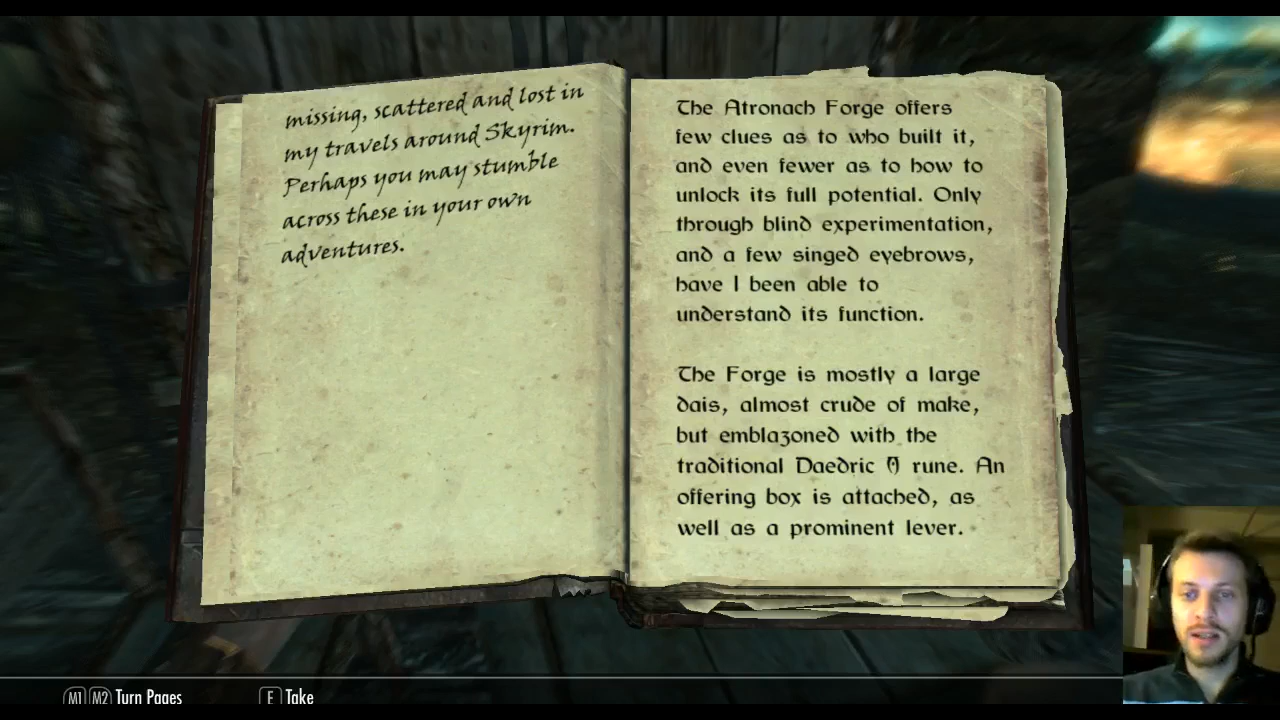 missing, scattered and lost in
my travels around Skyrim.
Perhaps you may stumble
across these in your own
adventures.
The Atronach Forge offers
few clues as to who built it,
and even fewer as to how to
unlock its full potential. Only
through blind experimentation,
and a few singed eyebrows,
have I been able to
understand its function.
The Forge is mostly a large
dais, almost crude of make,
but emblazoned with the
traditional Daedric rune. An
offering box is attached, as
well as a prominent lever.
M1 M2 Turn Pages
E Take